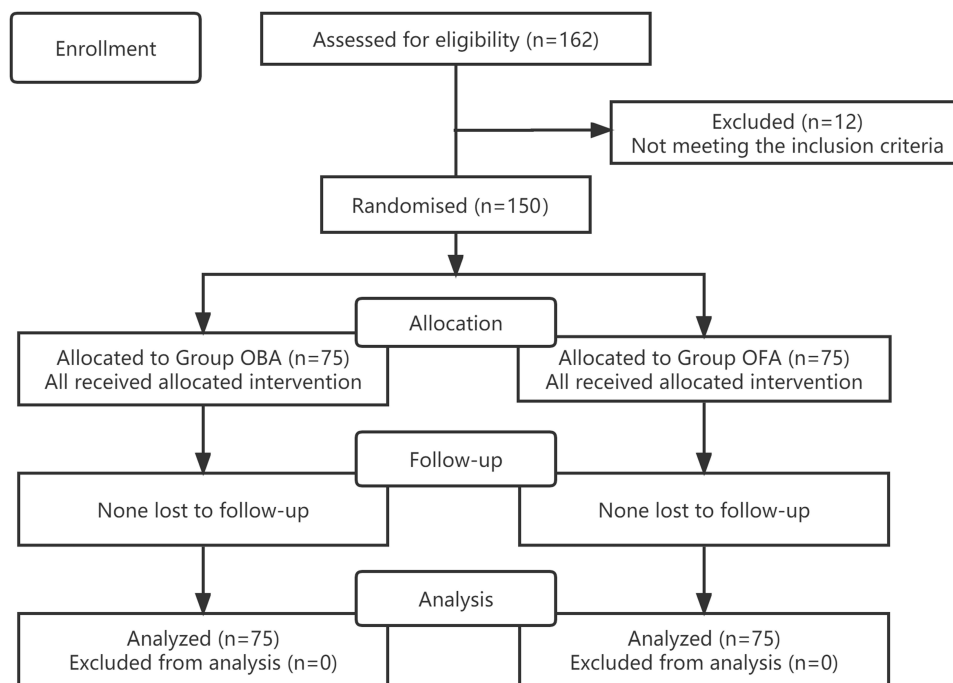 Enrollment
Assessed for eligibility (n=162)
Excluded (n=12)
Not meeting the inclusion criteria
Randomised (n=150)
Allocation
Allocated to Group OBA (n=75)
All received allocated intervention
Allocated to Group OFA (n=75)
All received allocated intervention
Follow-up
None lost to follow-up
None lost to follow-up
Analysis
Analyzed (n=75)
Excluded from analysis (n=0)
Analyzed (n=75)
Excluded from analysis (n=0)